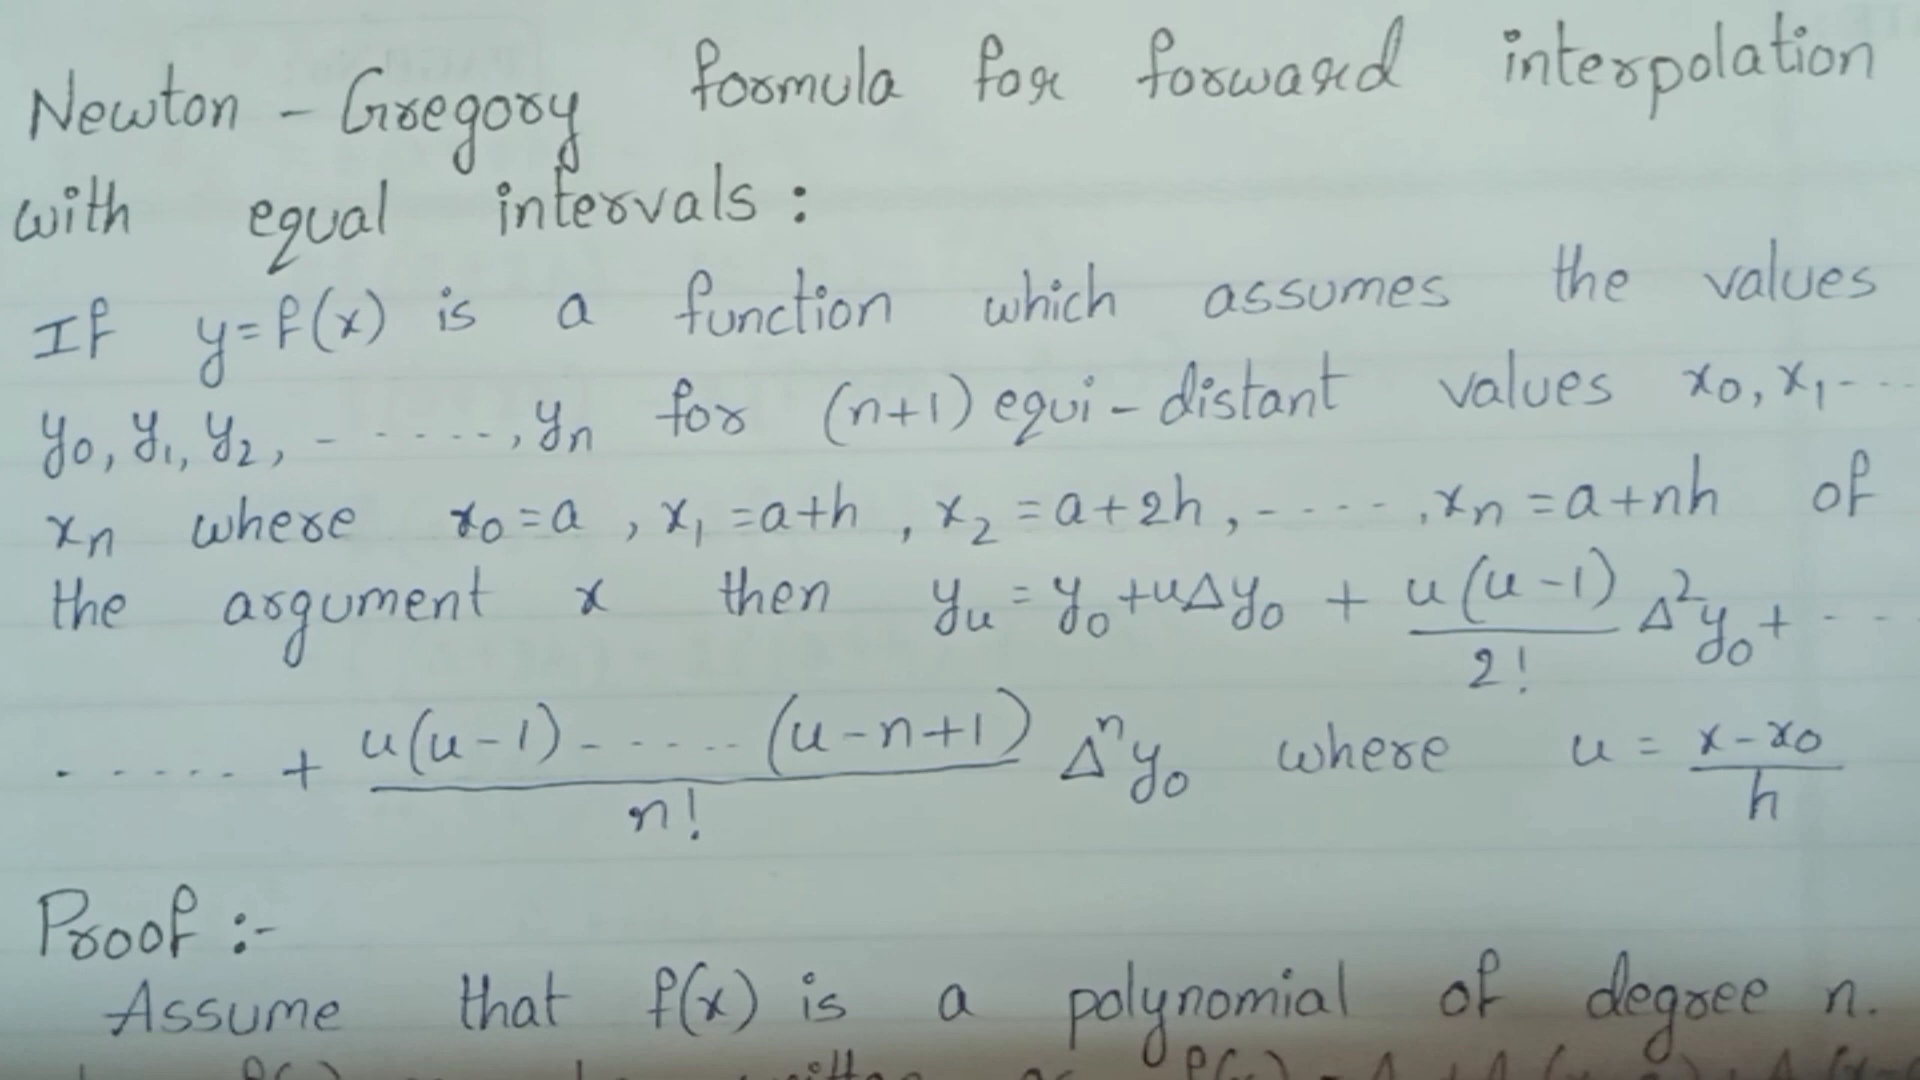 Newton - Gregory formula for forward interpolation
with equal intervals :
If y=f(x) is a function which assumes the values
y₀, y₁, y₂, - - - - - -, yₙ for (n+1) equi - distant values x₀, x₁ - - -
xₙ where x₀ = a , x₁ = a+h , x₂ = a+2h , - - - - - , xₙ = a+nh of
the argument x then yᵤ = y₀ + uΔy₀ + u(u-1)/2! Δ²y₀ + - - -
. . . . . . + u(u-1) - - - - - (u-n+1)/n! Δⁿy₀ where u = x-x₀/h
Proof :-
Assume that f(x) is a polynomial of degree n.